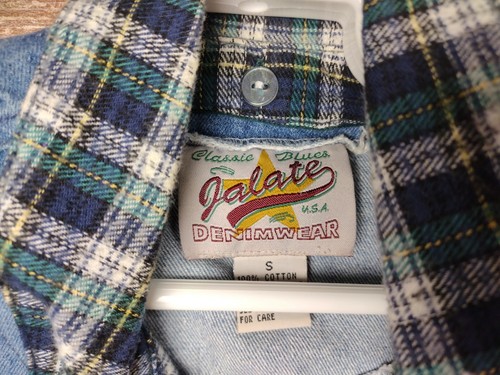 Classic Blues
Jalate
U.S.A.
DENIMWEAR
S
100% COTTON
FOR CARE